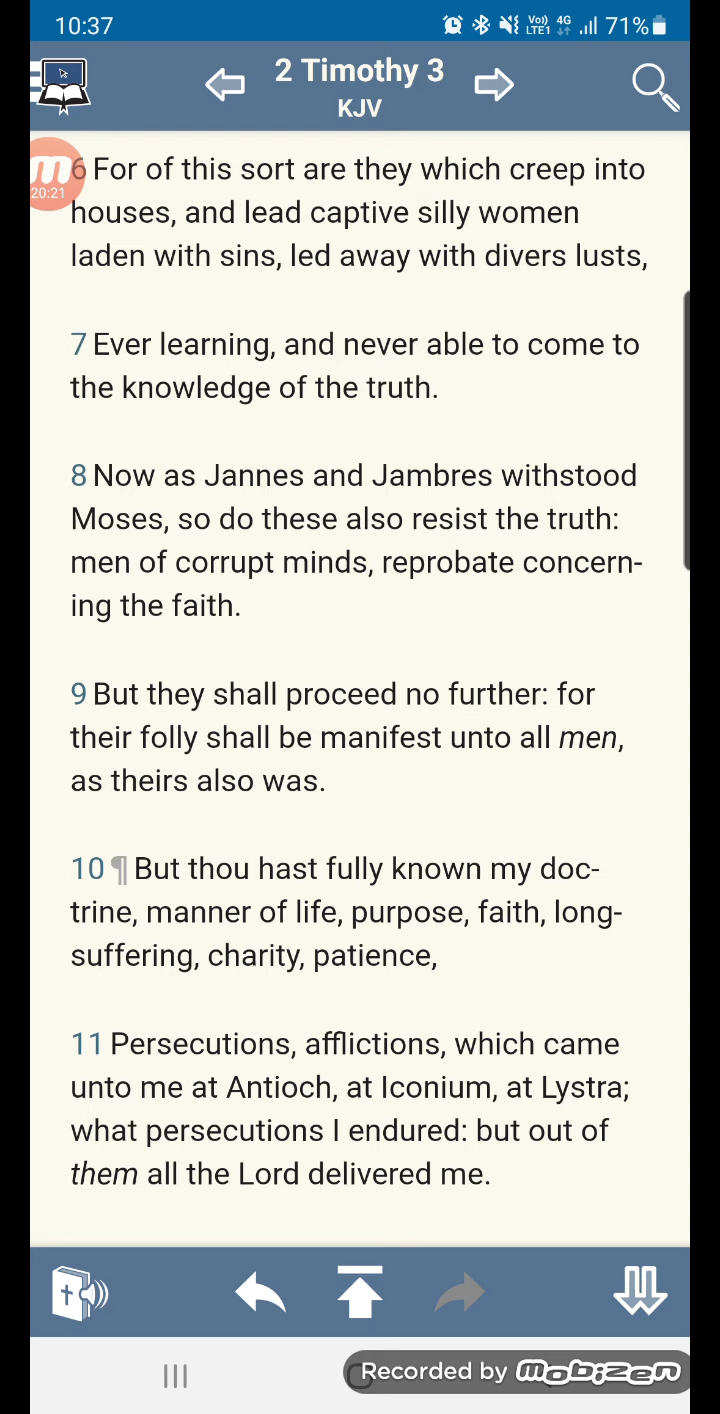 10:37 Vo)) LTE1 4G 71%
2 Timothy 3
KJV
20:21
6 For of this sort are they which creep into
houses, and lead captive silly women
laden with sins, led away with divers lusts,
7 Ever learning, and never able to come to
the knowledge of the truth.
8 Now as Jannes and Jambres withstood
Moses, so do these also resist the truth:
men of corrupt minds, reprobate concern-
ing the faith.
9 But they shall proceed no further: for
their folly shall be manifest unto all men,
as theirs also was.
10 ¶ But thou hast fully known my doc-
trine, manner of life, purpose, faith, long-
suffering, charity, patience,
11 Persecutions, afflictions, which came
unto me at Antioch, at Iconium, at Lystra;
what persecutions I endured: but out of
them all the Lord delivered me.
Recorded by mobizen